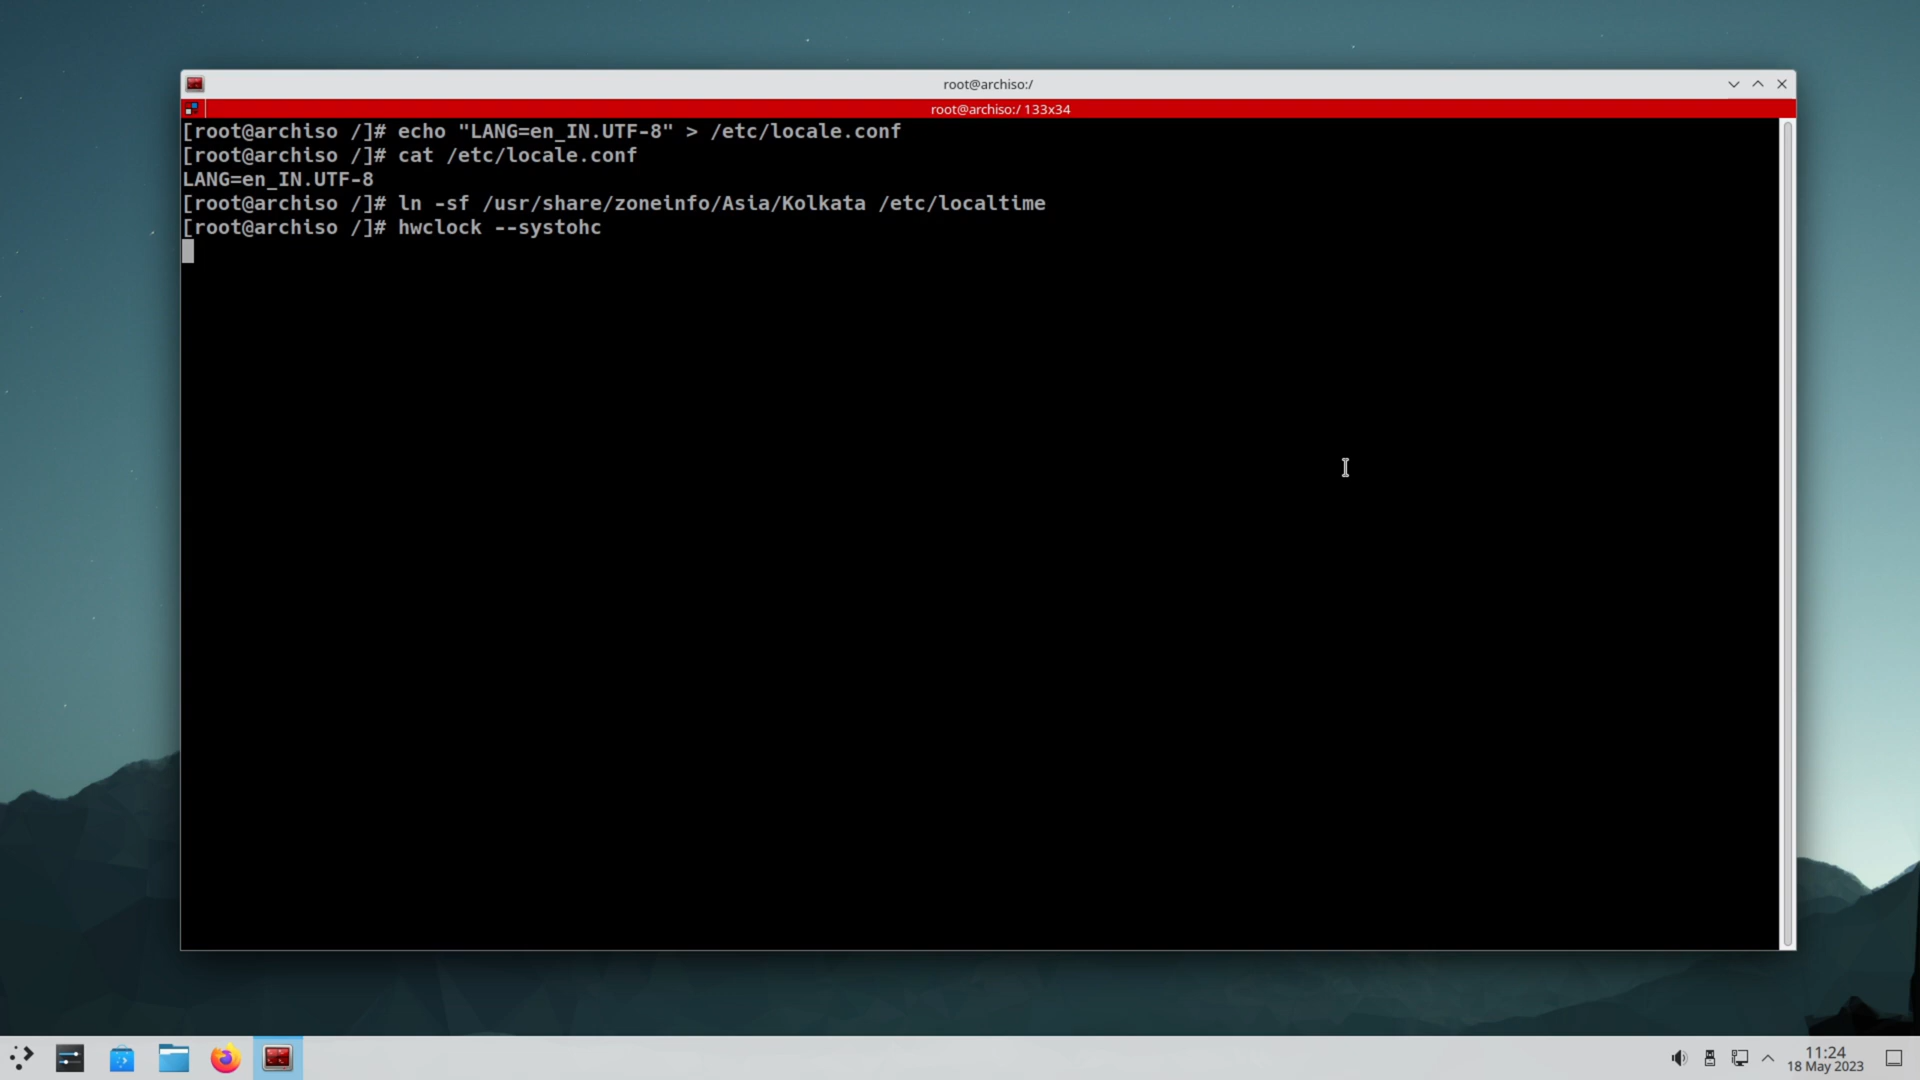 root@archiso:/
root@archiso:/ 133x34
[root@archiso /]# echo "LANG=en_IN.UTF-8" > /etc/locale.conf
[root@archiso /]# cat /etc/locale.conf
LANG=en_IN.UTF-8
[root@archiso /]# ln -sf /usr/share/zoneinfo/Asia/Kolkata /etc/localtime
[root@archiso /]# hwclock --systohc
11:24
18 May 2023